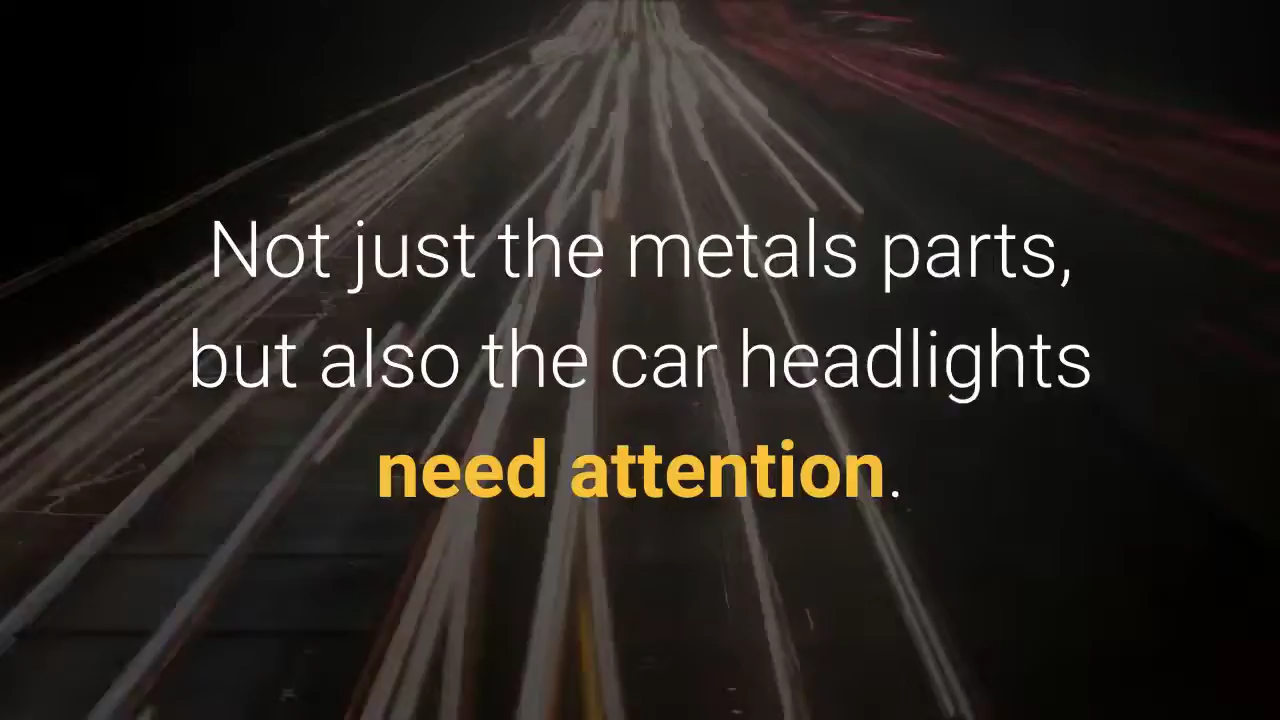 Not just the metals parts,
but also the car headlights
need attention.